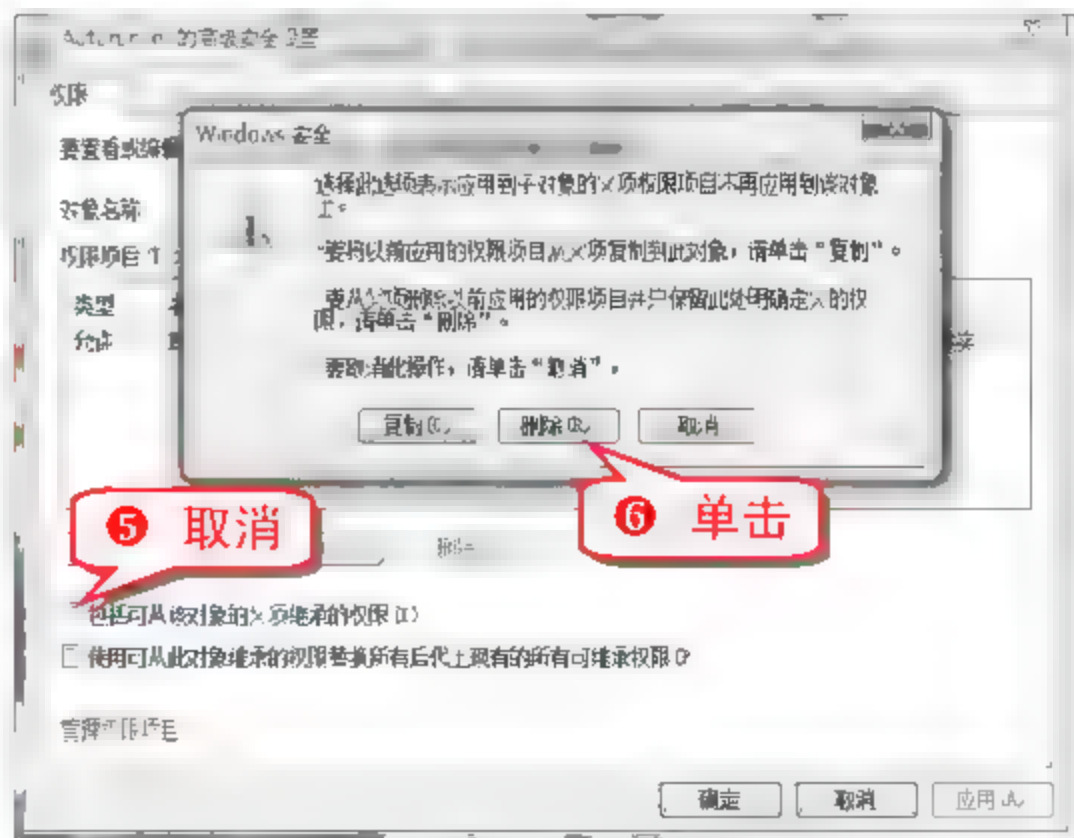 的高级安全设置
权限
要查看或编辑
Windows 安全
选择此选项表示应用到子对象的父项权限项目不再应用到该对象
上。
要将以前应用的权限项目从父项复制到此对象，请单击“复制”。
要从父项删除以前应用的权限项目并只保留此处明确定义的权
限，请单击“删除”。
要取消此操作，请单击“取消”。
复制 删除(R) 取消
对象名称
权限项目
类型
允许
❺ 取消
❻ 单击
包括可从该对象的父项继承的权限(I)
使用可从此对象继承的权限替换所有后代上现有的所有可继承权限(P
管理权限项目
确定 取消 应用(A)